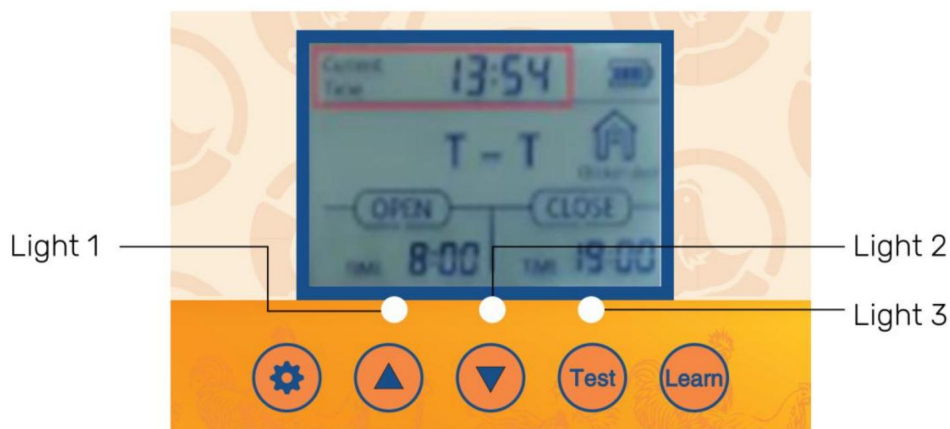 Current
Time
13:54
T - T
OPEN
CLOSE
TIME 8:00
TIME 19:00
Light 1
Light 2
Light 3
Test
Learn